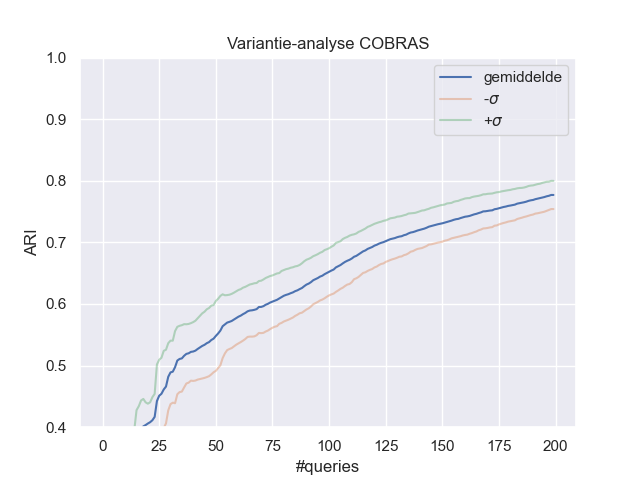 Variantie-analyse COBRAS
1.0
0.9
0.8
0.7
0.6
0.5
0.4
ARI
gemiddelde
-σ
+σ
0 25 50 75 100 125 150 175 200
#queries